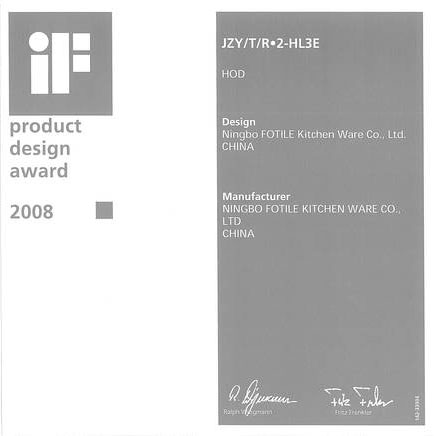 iF
product
design
award
2008
JZY/T/R•2-HL3E
HOD
Design
Ningbo FOTILE Kitchen Ware Co., Ltd.
CHINA
Manufacturer
NINGBO FOTILE KITCHEN WARE CO.,
LTD
CHINA
Ralph Wiegmann
Fritz Frenkler